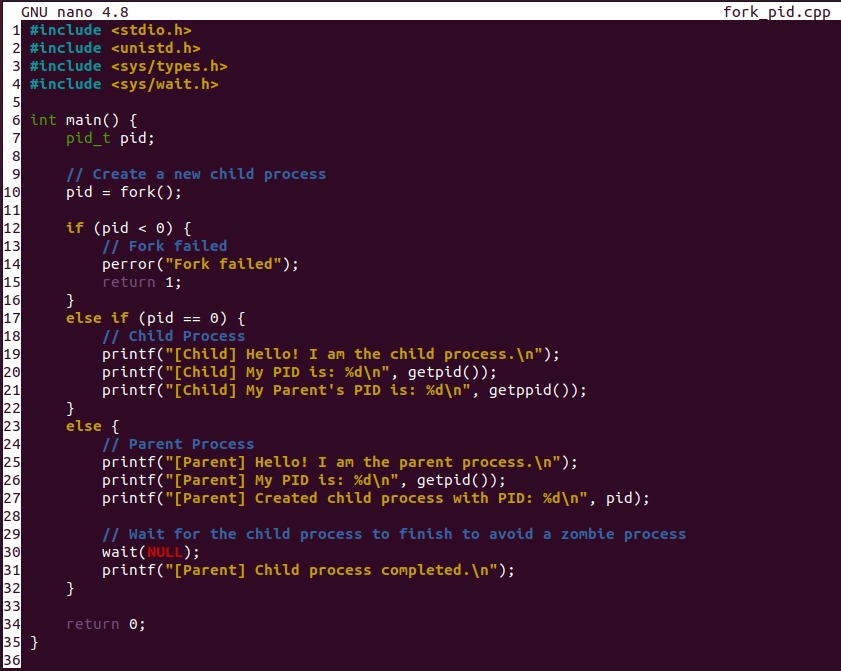 GNU nano 4.8 fork_pid.cpp
1 #include <stdio.h>
2 #include <unistd.h>
3 #include <sys/types.h>
4 #include <sys/wait.h>
5
6 int main() {
7     pid_t pid;
8
9     // Create a new child process
10     pid = fork();
11
12     if (pid < 0) {
13         // Fork failed
14         perror("Fork failed");
15         return 1;
16     }
17     else if (pid == 0) {
18         // Child Process
19         printf("[Child] Hello! I am the child process.\n");
20         printf("[Child] My PID is: %d\n", getpid());
21         printf("[Child] My Parent's PID is: %d\n", getppid());
22     }
23     else {
24         // Parent Process
25         printf("[Parent] Hello! I am the parent process.\n");
26         printf("[Parent] My PID is: %d\n", getpid());
27         printf("[Parent] Created child process with PID: %d\n", pid);
28
29         // Wait for the child process to finish to avoid a zombie process
30         wait(NULL);
31         printf("[Parent] Child process completed.\n");
32     }
33
34     return 0;
35 }
36